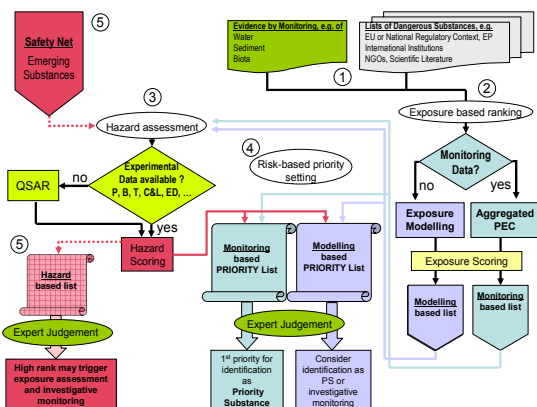 5
Safety Net
Emerging
Substances
Evidence by Monitoring, e.g. of
Water
Sediment
Biota
Lists of Dangerous Substances, e.g.
EU or National Regulatory Context, EP
International Institutions
NGOs, Scientific Literature
1
2
Exposure based ranking
3
Hazard assessment
4
Risk-based priority
setting
Monitoring
Data?
no
yes
Experimental
Data available ?
P, B, T, C&L, ED, ...
no
QSAR
yes
Hazard
Scoring
Exposure
Modelling
Aggregated
PEC
Exposure Scoring
5
Hazard
based list
Monitoring
based
PRIORITY List
Modelling
based
PRIORITY List
Modelling
based list
Monitoring
based list
Expert Judgement
Expert Judgement
High rank may trigger
exposure assessment
and investigative
monitoring
1st priority for
identification
as
Priority
Substance
Consider
identification as
PS or
investigative
monitoring